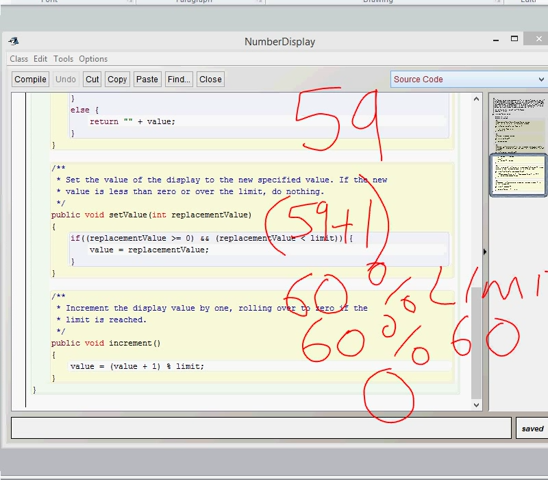 Font
Paragraph
Drawing
Editi
NumberDisplay
Class Edit Tools Options
Compile Undo Cut Copy Paste Find... Close Source Code
}
else {
return "" + value;
}
}
/**
* Set the value of the display to the new specified value. If the new
* value is less than zero or over the limit, do nothing.
*/
public void setValue(int replacementValue)
{
if((replacementValue >= 0) && (replacementValue < limit)) {
value = replacementValue;
}
}
/**
* Increment the display value by one, rolling over to zero if the
* limit is reached.
*/
public void increment()
{
value = (value + 1) % limit;
}
}
saved
59
(59+1)
60 % Limit
60 % 60
0